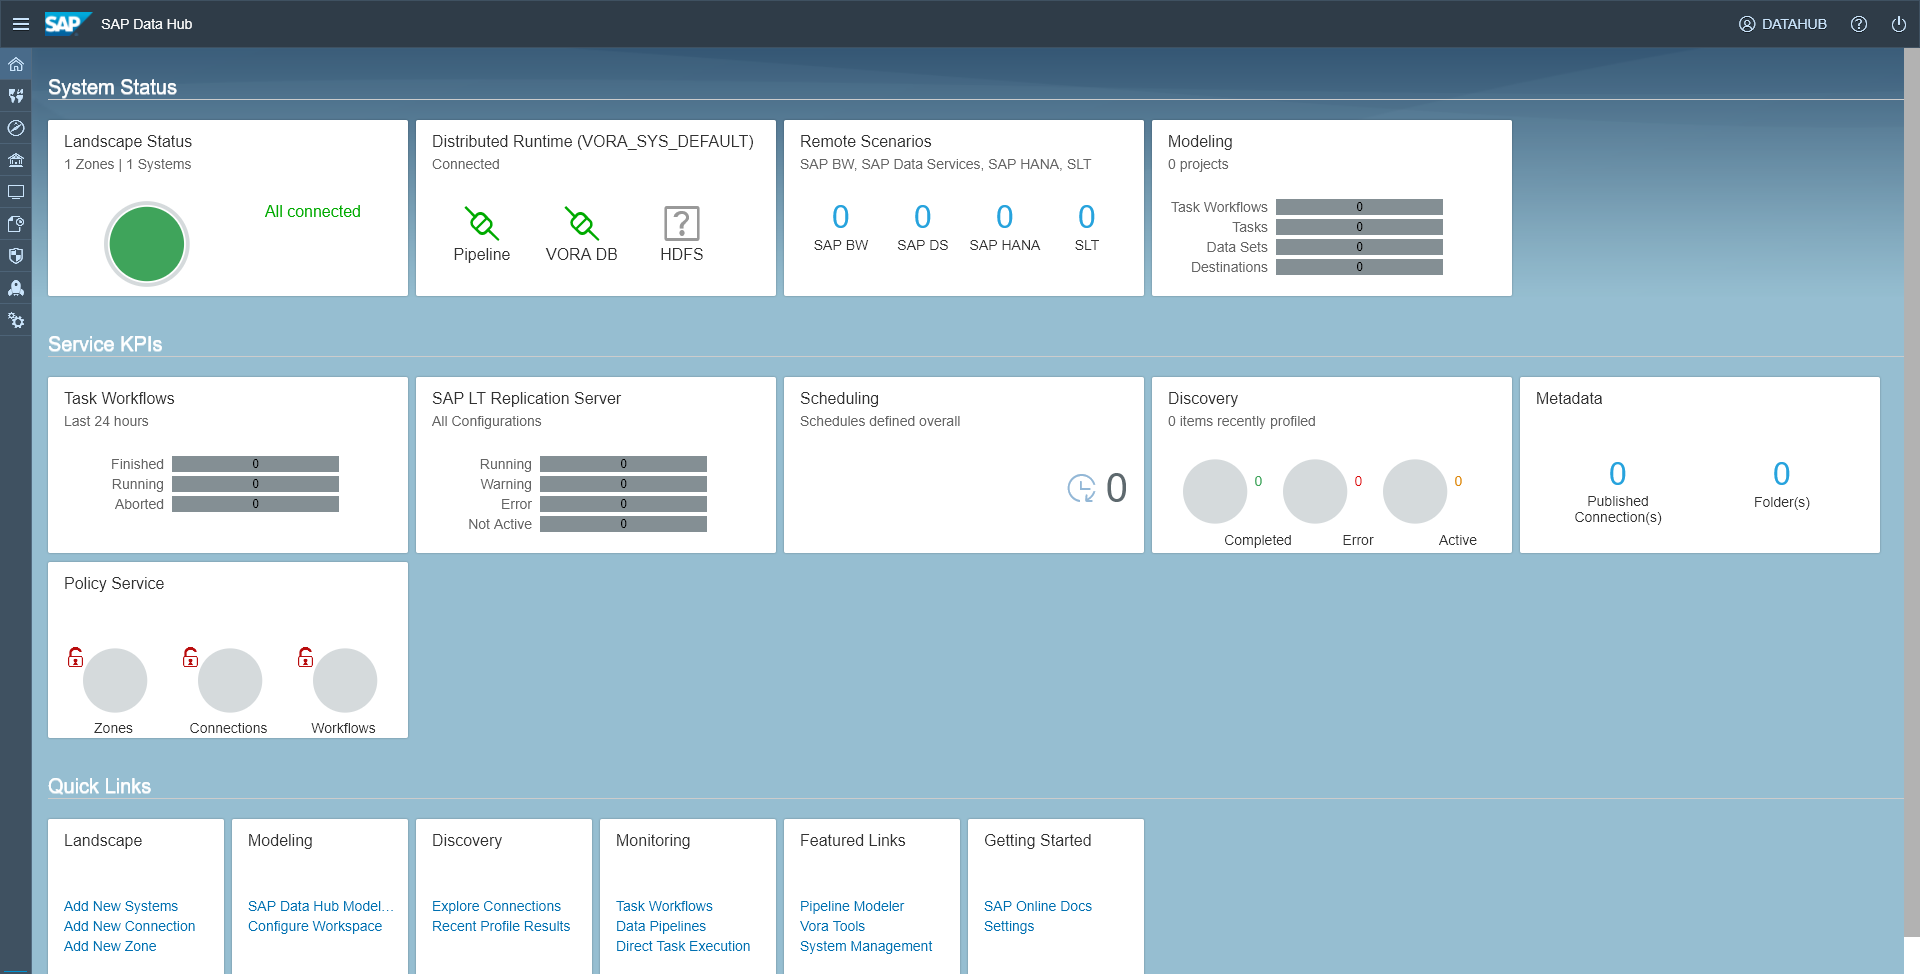 SAP SAP Data Hub
DATAHUB
System Status
Landscape Status
1 Zones | 1 Systems
All connected
Distributed Runtime (VORA_SYS_DEFAULT)
Connected
Pipeline
VORA DB
HDFS
Remote Scenarios
SAP BW, SAP Data Services, SAP HANA, SLT
0 0 0 0
SAP BW SAP DS SAP HANA SLT
Modeling
0 projects
Task Workflows 0
Tasks 0
Data Sets 0
Destinations 0
Service KPIs
Task Workflows
Last 24 hours
Finished 0
Running 0
Aborted 0
SAP LT Replication Server
All Configurations
Running 0
Warning 0
Error 0
Not Active 0
Scheduling
Schedules defined overall
0
Discovery
0 items recently profiled
0 0 0
Completed Error Active
Metadata
0 0
Published
Connection(s)
Folder(s)
Policy Service
Zones Connections Workflows
Quick Links
Landscape
Add New Systems
Add New Connection
Add New Zone
Modeling
SAP Data Hub Model...
Configure Workspace
Discovery
Explore Connections
Recent Profile Results
Monitoring
Task Workflows
Data Pipelines
Direct Task Execution
Featured Links
Pipeline Modeler
Vora Tools
System Management
Getting Started
SAP Online Docs
Settings